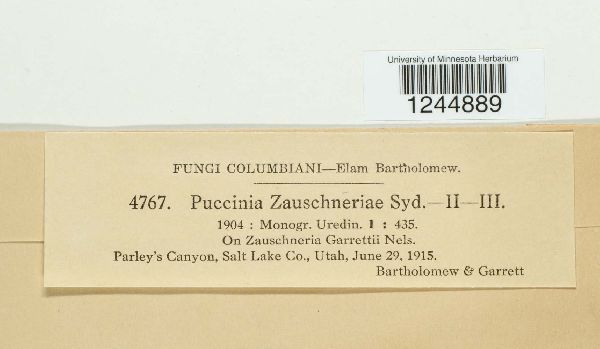 University of Minnesota Herbarium
1244889
FUNGI COLUMBIANI—Elam Bartholomew.
4767. Puccinia Zauschneriae Syd.—II—III.
1904 : Monogr. Uredin. 1 : 435.
On Zauschneria Garrettii Nels.
Parley's Canyon, Salt Lake Co., Utah, June 29, 1915.
Bartholomew & Garrett